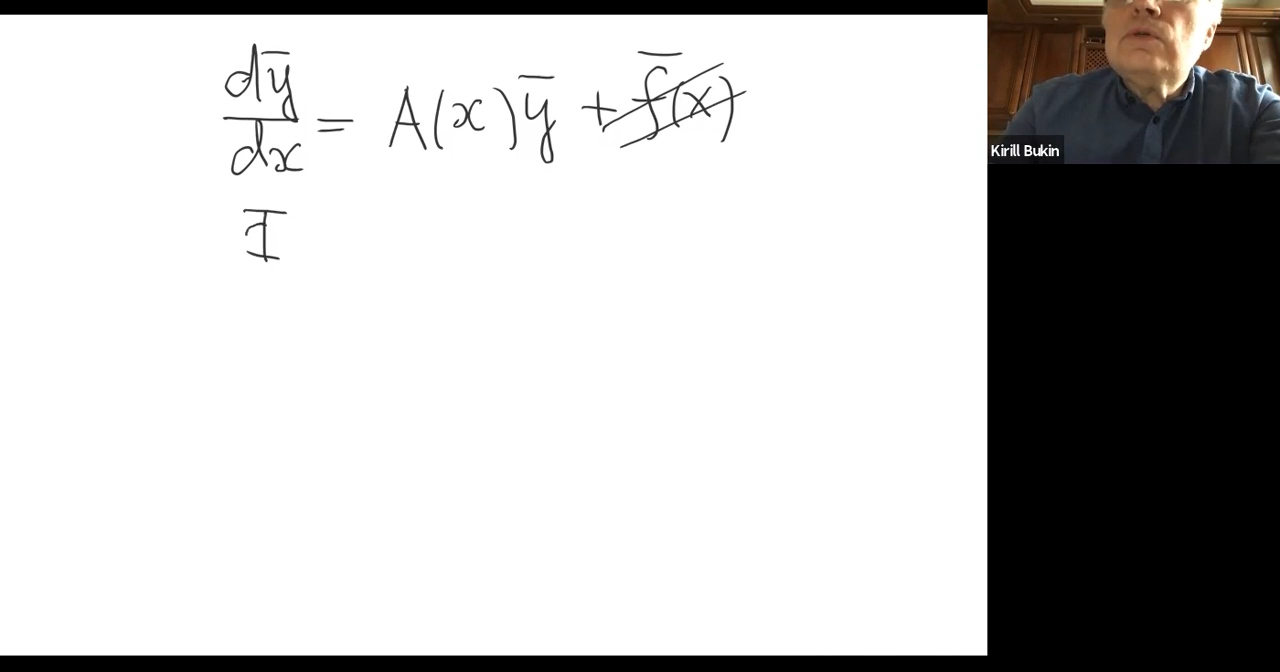 dȳ/dx = A(x)ȳ + f̄(x)
Kirill Bukin